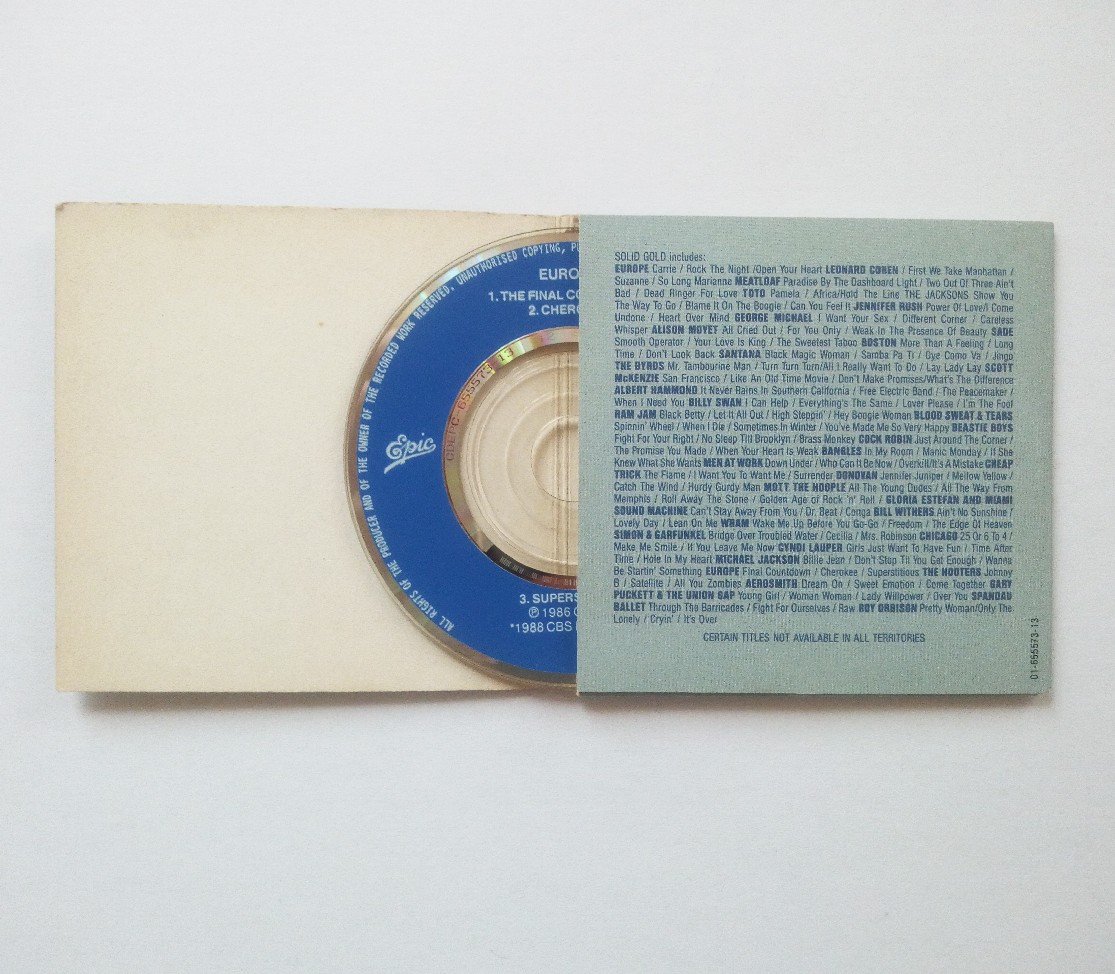 ALL RIGHTS OF THE PRODUCER AND OF THE OWNER OF THE RECORDED WORK RESERVED, UNAUTHORISED COPYING, PU
EURO
1. THE FINAL CO
2. CHERO
Epic
CDEPC-655573 13
3. SUPERS
℗ 1986 C
*1988 CBS
SOLID GOLD includes:
EUROPE Carrie / Rock The Night /Open Your Heart LEONARD COHEN / First We Take Manhattan /
Suzanne / So Long Marianne MEATLOAF Paradise By The Dashboard Light / Two Out Of Three Ain't
Bad / Dead Ringer For Love TOTO Pamela / Africa/Hold The Line THE JACKSONS Show You
The Way To Go / Blame It On The Boogie / Can You Feel It JENNIFER RUSH Power Of Love/I Come
Undone / Heart Over Mind GEORGE MICHAEL I Want Your Sex / Different Corner / Careless
Whisper ALISON MOYET All Cried Out / For You Only / Weak In The Presence Of Beauty SADE
Smooth Operator / Your Love Is King / The Sweetest Taboo BOSTON More Than A Feeling / Long
Time / Don't Look Back SANTANA Black Magic Woman / Samba Pa Ti / Oye Como Va / Jingo
THE BYRDS Mr. Tambourine Man / Turn Turn Turn/All I Really Want To Do / Lay Lady Lay SCOTT
McKENZIE San Francisco / Like An Old Time Movie / Don't Make Promises/What's The Difference
ALBERT HAMMOND It Never Rains In Southern California / Free Electric Band / The Peacemaker /
When I Need You BILLY SWAN I Can Help / Everything's The Same / Lover Please / I'm The Fool
RAM JAM Black Betty / Let It All Out / High Steppin' / Hey Boogie Woman BLOOD SWEAT & TEARS
Spinnin' Wheel / When I Die / Sometimes In Winter / You've Made Me So Very Happy BEASTIE BOYS
Fight For Your Right / No Sleep Till Brooklyn / Brass Monkey COCK ROBIN Just Around The Corner /
The Promise You Made / When Your Heart Is Weak BANGLES In My Room / Manic Monday / If She
Knew What She Wants MEN AT WORK Down Under / Who Can It Be Now / Overkill/It's A Mistake CHEAP
TRICK The Flame / I Want You To Want Me / Surrender DONOVAN Jennifer Juniper / Mellow Yellow /
Catch The Wind / Hurdy Gurdy Man MOTT THE HOOPLE All The Young Dudes / All The Way From
Memphis / Roll Away The Stone / Golden Age of Rock 'n' Roll / GLORIA ESTEFAN AND MIAMI
SOUND MACHINE Can't Stay Away From You / Dr. Beat / Conga BILL WITHERS Ain't No Sunshine /
Lovely Day / Lean On Me WHAM Wake Me Up Before You Go-Go / Freedom / The Edge Of Heaven
SIMON & GARFUNKEL Bridge Over Troubled Water / Cecilia / Mrs. Robinson CHICAGO 25 Or 6 To 4 /
Make Me Smile / If You Leave Me Now CYNDI LAUPER Girls Just Want To Have Fun / Time After
Time / Hole In My Heart MICHAEL JACKSON Billie Jean / Don't Stop Til You Get Enough / Wanna
Be Startin' Something EUROPE Final Countdown / Cherokee / Superstitious THE HOOTERS Johnny
B / Satellite / All You Zombies AEROSMITH Dream On / Sweet Emotion / Come Together GARY
PUCKETT & THE UNION GAP Young Girl / Woman Woman / Lady Willpower / Over You SPANDAU
BALLET Through The Barricades / Fight For Ourselves / Raw ROY ORBISON Pretty Woman/Only The
Lonely / Cryin' / It's Over
CERTAIN TITLES NOT AVAILABLE IN ALL TERRITORIES
01-655573-13